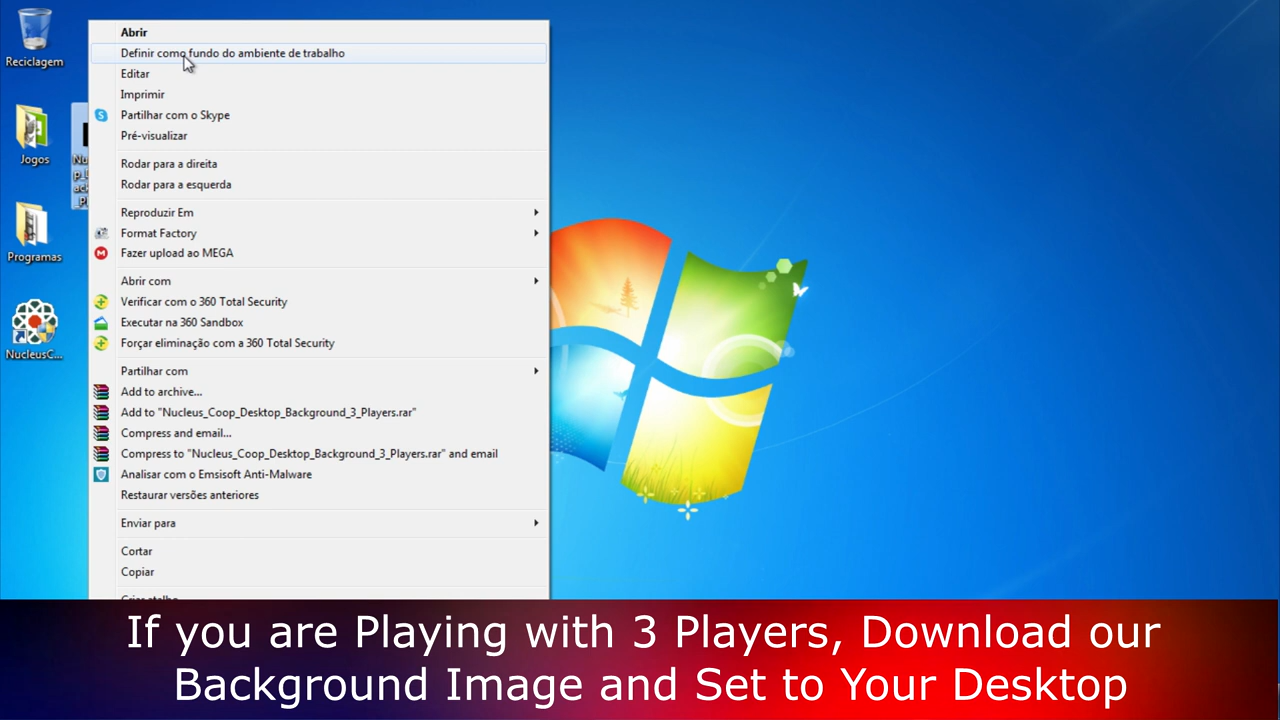 Reciclagem
Jogos
Programas
NucleusC...
Abrir
Definir como fundo do ambiente de trabalho
Editar
Imprimir
Partilhar com o Skype
Pré-visualizar
Rodar para a direita
Rodar para a esquerda
Reproduzir Em
Format Factory
Fazer upload ao MEGA
Abrir com
Verificar com o 360 Total Security
Executar na 360 Sandbox
Forçar eliminação com a 360 Total Security
Partilhar com
Add to archive...
Add to "Nucleus_Coop_Desktop_Background_3_Players.rar"
Compress and email...
Compress to "Nucleus_Coop_Desktop_Background_3_Players.rar" and email
Analisar com o Emsisoft Anti-Malware
Restaurar versões anteriores
Enviar para
Cortar
Copiar
If you are Playing with 3 Players, Download our
Background Image and Set to Your Desktop